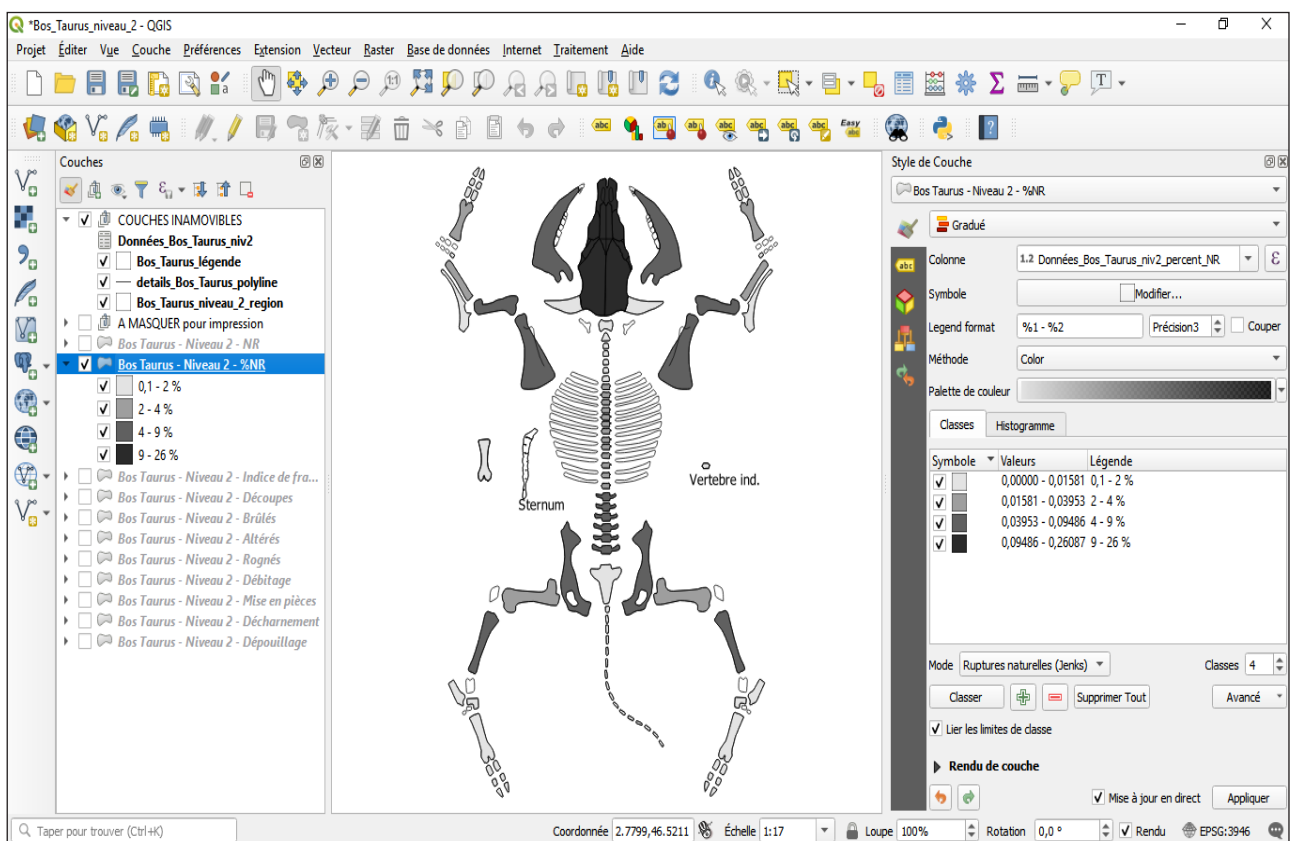 *Bos_Taurus_niveau_2 - QGIS
Projet Éditer Vue Couche Préférences Extension Vecteur Raster Base de données Internet Traitement Aide
Couches
COUCHES INAMOVIBLES
Données_Bos_Taurus_niv2
Bos_Taurus_légende
details_Bos_Taurus_polyline
Bos_Taurus_niveau_2_region
A MASQUER pour impression
Bos Taurus - Niveau 2 - NR
Bos Taurus - Niveau 2 - %NR
0,1 - 2 %
2 - 4 %
4 - 9 %
9 - 26 %
Bos Taurus - Niveau 2 - Indice de fra...
Bos Taurus - Niveau 2 - Découpes
Bos Taurus - Niveau 2 - Brûlés
Bos Taurus - Niveau 2 - Altérés
Bos Taurus - Niveau 2 - Rognés
Bos Taurus - Niveau 2 - Débitage
Bos Taurus - Niveau 2 - Mise en pièces
Bos Taurus - Niveau 2 - Décharnement
Bos Taurus - Niveau 2 - Dépouillage
Sternum
Vertebre ind.
Style de Couche
Bos Taurus - Niveau 2 - %NR
Gradué
Colonne 1.2 Données_Bos_Taurus_niv2_percent_NR
Symbole Modifier...
Legend format %1 - %2 Précision3 Couper
Méthode Color
Palette de couleur
Classes Histogramme
Symbole Valeurs Légende
0,00000 - 0,01581 0,1 - 2 %
0,01581 - 0,03953 2 - 4 %
0,03953 - 0,09486 4 - 9 %
0,09486 - 0,26087 9 - 26 %
Mode Ruptures naturelles (Jenks) Classes 4
Classer Supprimer Tout Avancé
Lier les limites de classe
Rendu de couche
Mise à jour en direct Appliquer
Taper pour trouver (Ctrl+K) Coordonnée 2.7799,46.5211 Échelle 1:17 Loupe 100% Rotation 0,0 ° Rendu EPSG:3946